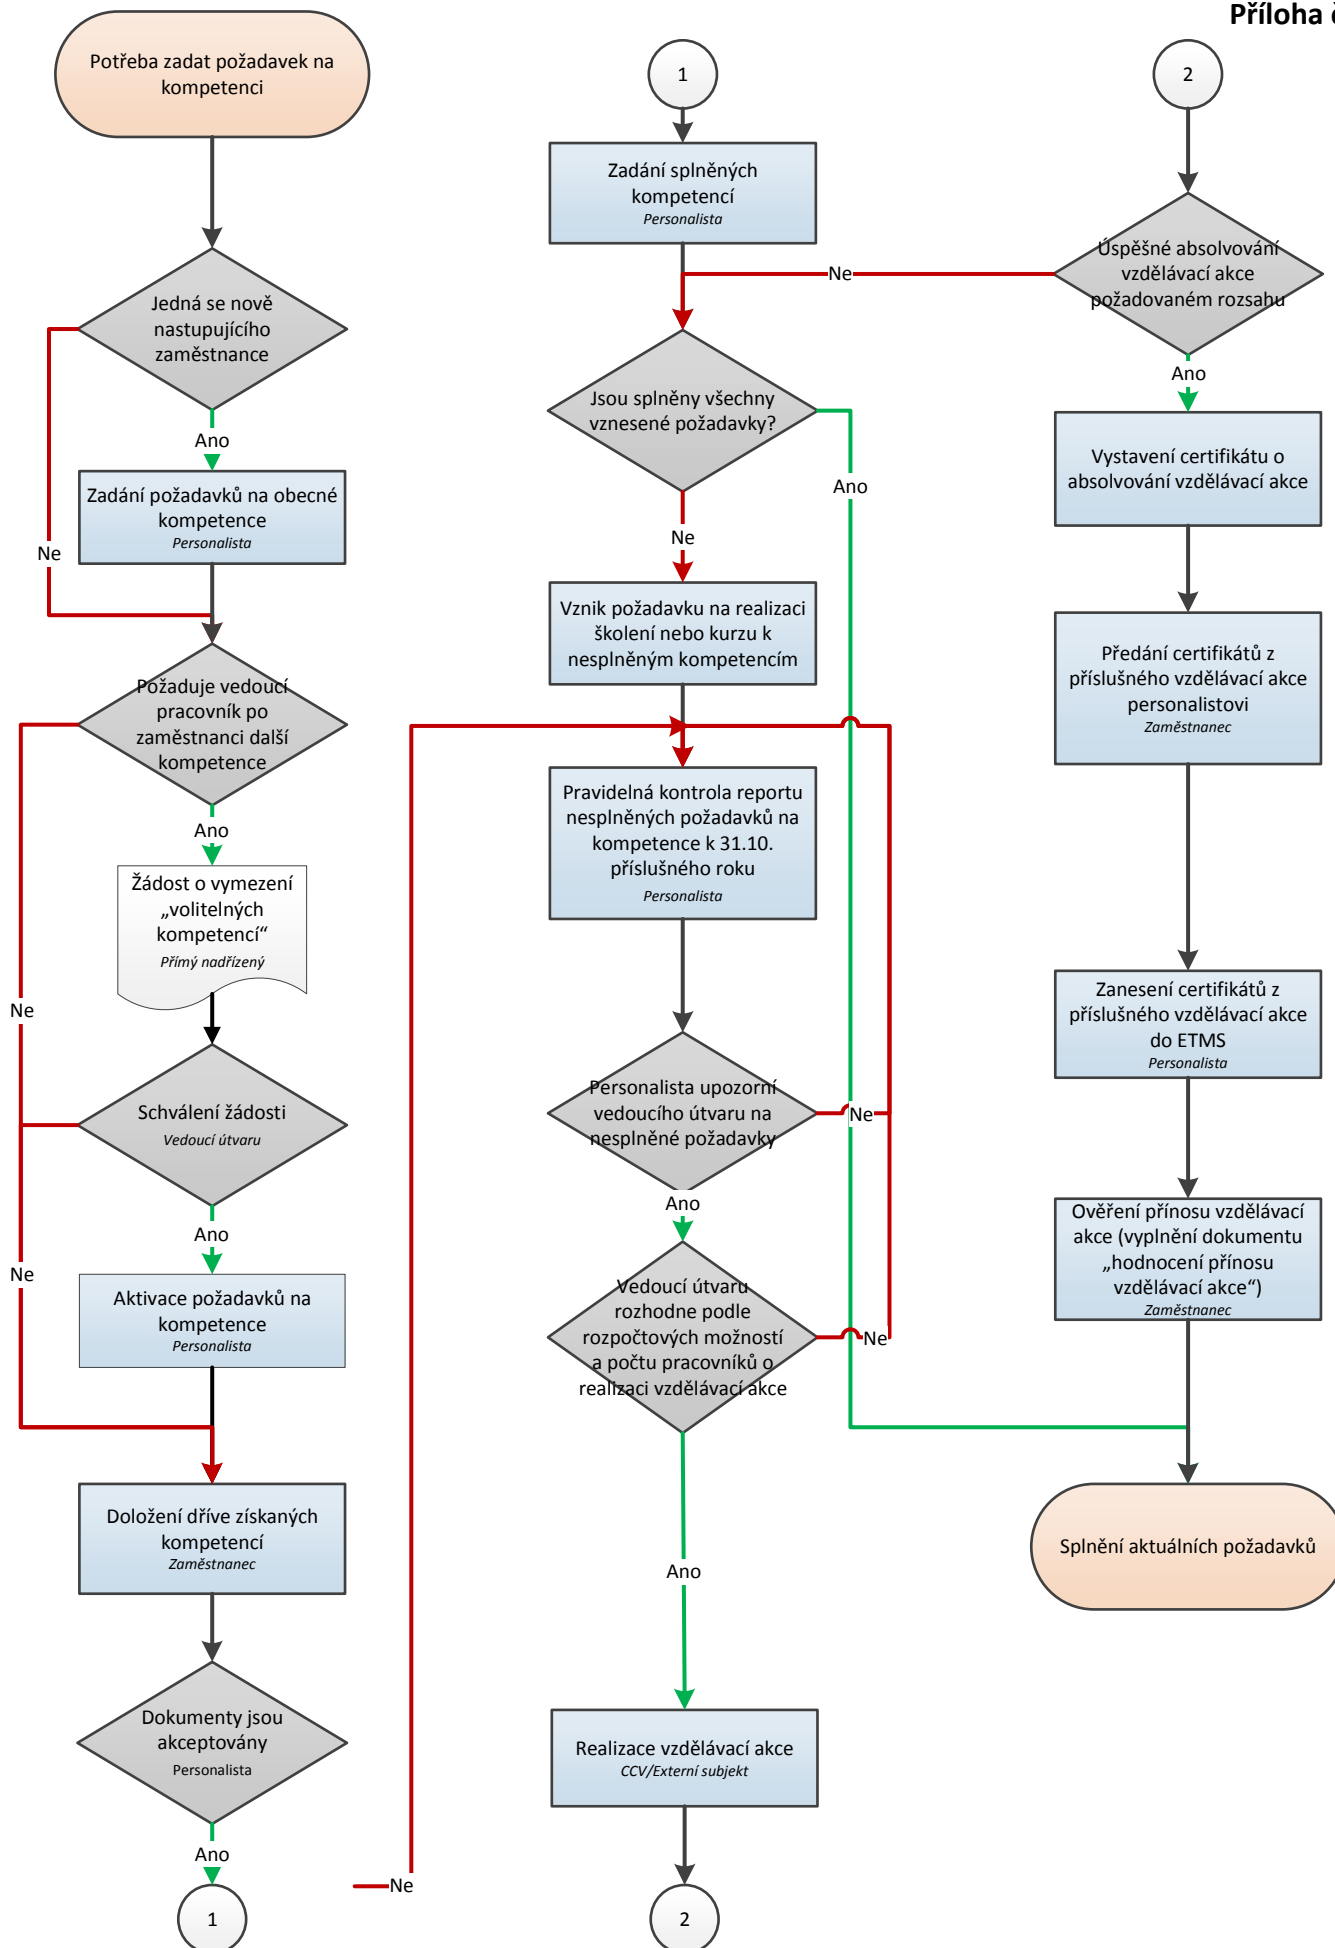 Příloha č
Potřeba zadat požadavek na
kompetenci
Jedná se nově
nastupujícího
zaměstnance
Ano
Ne
Zadání požadavků na obecné
kompetence
Personalista
Požaduje vedoucí
pracovník po
zaměstnanci další
kompetence
Ano
Ne
Žádost o vymezení
„volitelných
kompetencí“
Přímý nadřízený
Schválení žádosti
Vedoucí útvaru
Ano
Ne
Aktivace požadavků na
kompetence
Personalista
Doložení dříve získaných
kompetencí
Zaměstnanec
Dokumenty jsou
akceptovány
Personalista
Ano
Ne
1
1
Zadání splněných
kompetencí
Personalista
Jsou splněny všechny
vznesené požadavky?
Ano
Ne
Vznik požadavku na realizaci
školení nebo kurzu k
nesplněným kompetencím
Pravidelná kontrola reportu
nesplněných požadavků na
kompetence k 31.10.
příslušného roku
Personalista
Personalista upozorní
vedoucího útvaru na
nesplněné požadavky
Ne
Ano
Vedoucí útvaru
rozhodne podle
rozpočtových možností
a počtu pracovníků o
realizaci vzdělávací akce
Ne
Ano
Realizace vzdělávací akce
CCV/Externí subjekt
2
2
Úspěšné absolvování
vzdělávací akce
požadovaném rozsahu
Ne
Ano
Vystavení certifikátu o
absolvování vzdělávací akce
Předání certifikátů z
příslušného vzdělávací akce
personalistovi
Zaměstnanec
Zanesení certifikátů z
příslušného vzdělávací akce
do ETMS
Personalista
Ověření přínosu vzdělávací
akce (vyplnění dokumentu
„hodnocení přínosu
vzdělávací akce“)
Zaměstnanec
Splnění aktuálních požadavků